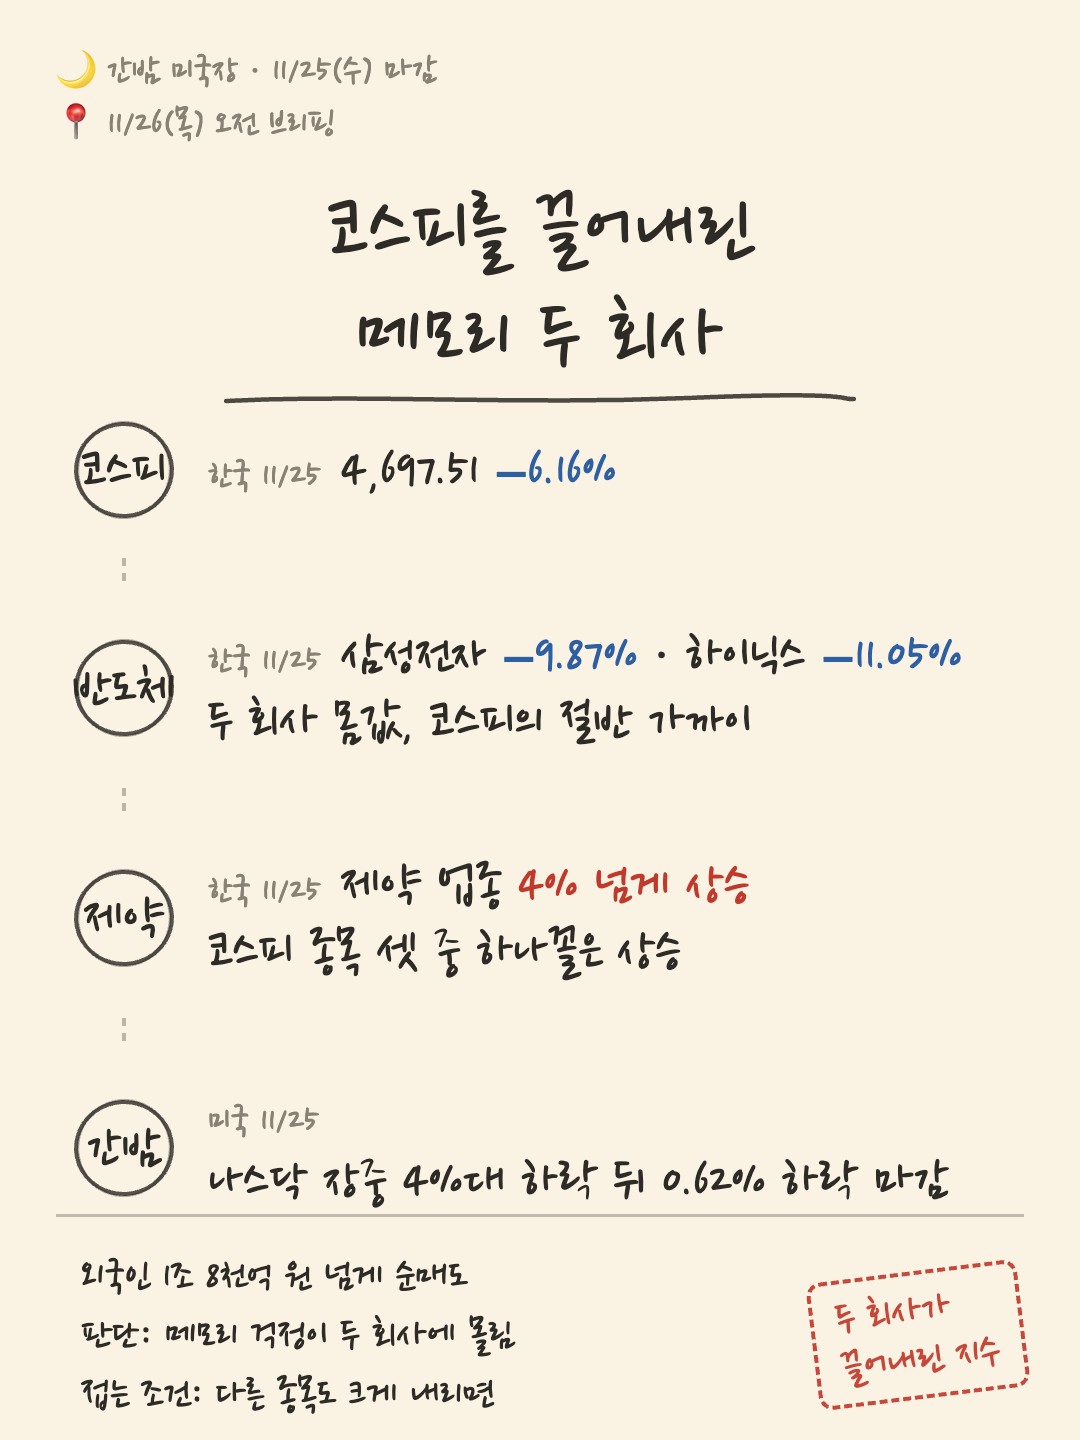 🌙 간밤 미국장 · 11/25(수) 마감
📍 11/26(목) 오전 브리핑
코스피를 끌어내린
메모리 두 회사
코스피
한국 11/25 4,697.51 −6.16%
반도체
한국 11/25 삼성전자 −9.87% · 하이닉스 −11.05%
두 회사 몸값, 코스피의 절반 가까이
제약
한국 11/25 제약 업종 4% 넘게 상승
코스피 종목 셋 중 하나꼴은 상승
간밤
미국 11/25
나스닥 장중 4%대 하락 뒤 0.62% 하락 마감
외국인 1조 8천억 원 넘게 순매도
판단: 메모리 걱정이 두 회사에 몰림
접는 조건: 다른 종목도 크게 내리면
두 회사가
끌어내린 지수